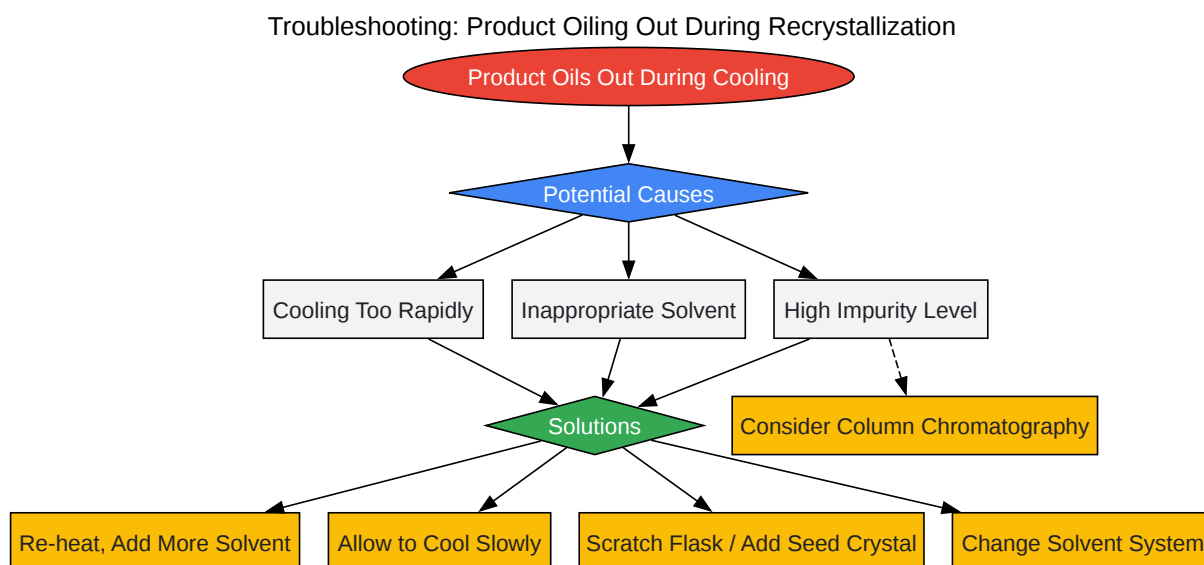 Troubleshooting: Product Oiling Out During Recrystallization
Product Oils Out During Cooling
Potential Causes
Cooling Too Rapidly
Inappropriate Solvent
High Impurity Level
Solutions
Consider Column Chromatography
Re-heat, Add More Solvent
Allow to Cool Slowly
Scratch Flask / Add Seed Crystal
Change Solvent System